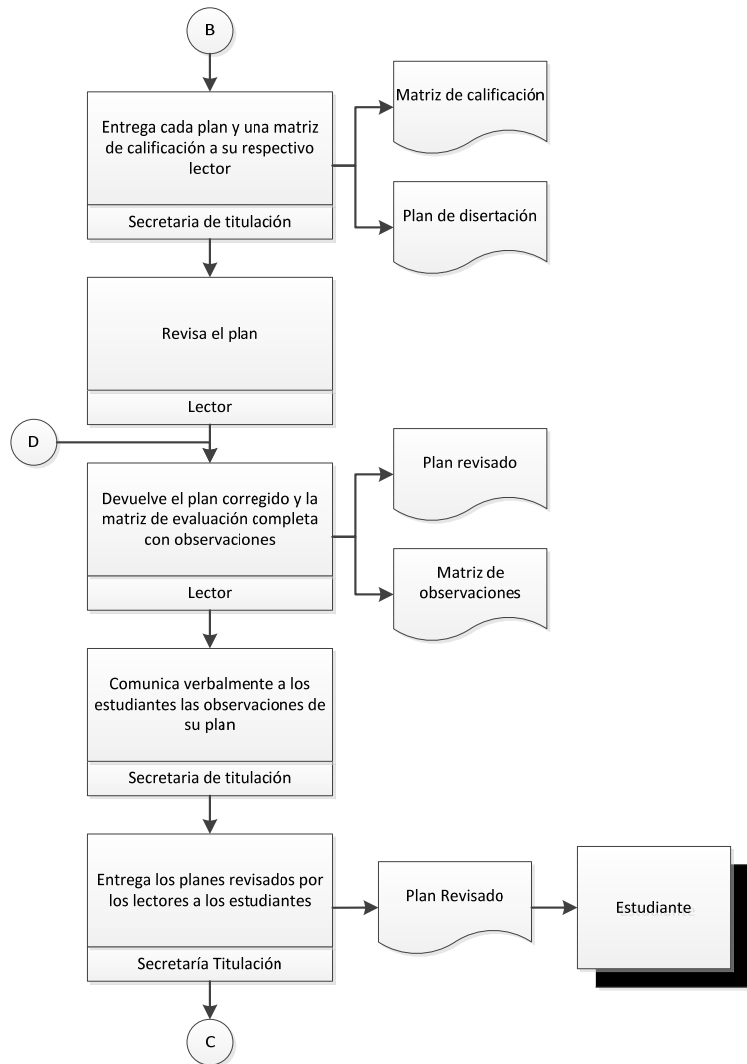 B
Entrega cada plan y una matriz
de calificación a su respectivo
lector
Secretaria de titulación
Matriz de calificación
Plan de disertación
Revisa el plan
Lector
D
Devuelve el plan corregido y la
matriz de evaluación completa
con observaciones
Lector
Plan revisado
Matriz de
observaciones
Comunica verbalmente a los
estudiantes las observaciones de
su plan
Secretaria de titulación
Entrega los planes revisados por
los lectores a los estudiantes
Secretaría Titulación
Plan Revisado
Estudiante
C